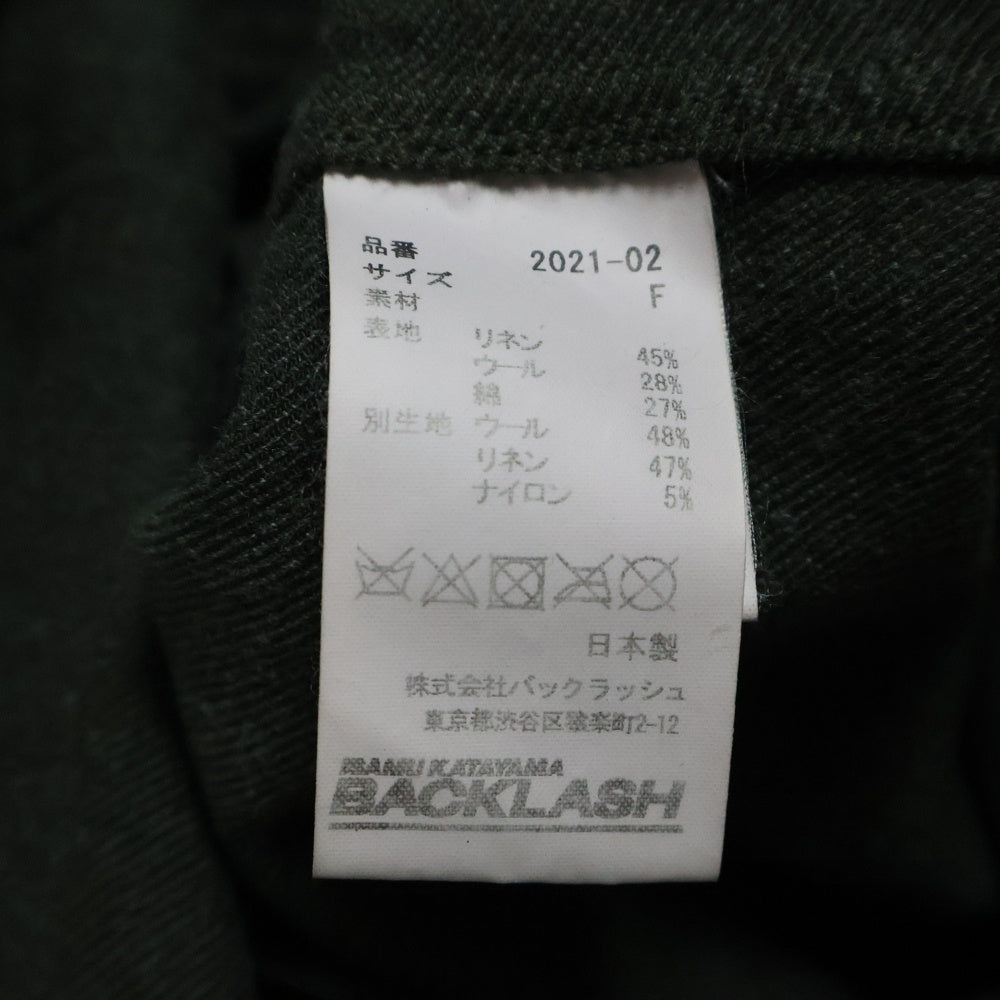 品番 2021-02
サイズ F
素材
表地 リネン 45%
ウール 28%
綿 27%
別生地 ウール 48%
リネン 47%
ナイロン 5%
日本製
株式会社バックラッシュ
東京都渋谷区猿楽町2-12
ISAMU KATAYAMA
BACKLASH